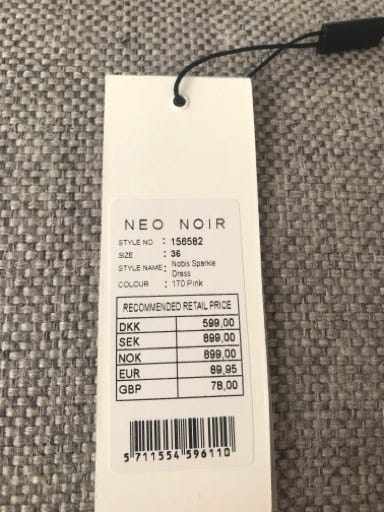 NEO NOIR
STYLE NO : 156582
SIZE : 36
STYLE NAME : Nobis Sparkle
Dress
COLOUR : 170 Pink
RECOMMENDED RETAIL PRICE
DKK 599,00
SEK 899,00
NOK 899,00
EUR 89,95
GBP 78,00
5 711554 596110